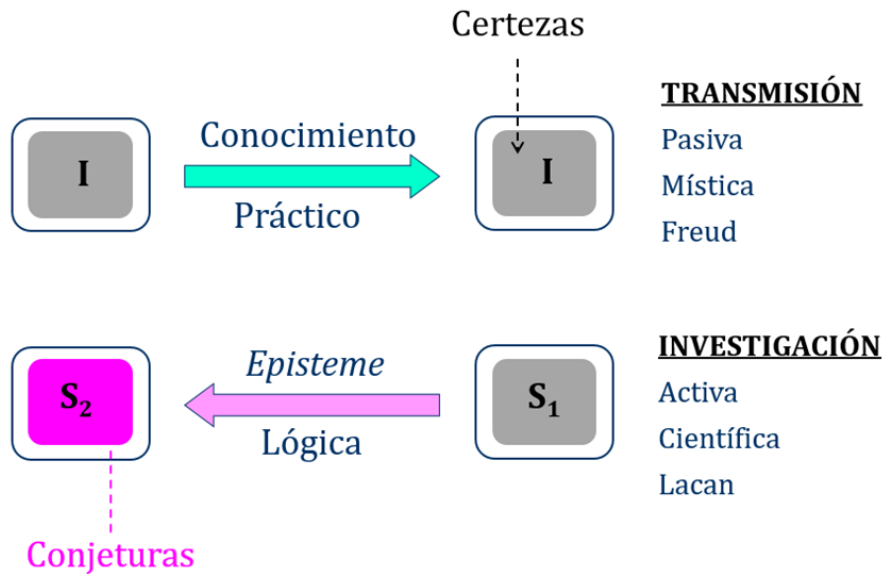 Certezas
TRANSMISIÓN
I
Conocimiento
Práctico
I
Pasiva
Mística
Freud
INVESTIGACIÓN
S₂
Episteme
Lógica
S₁
Activa
Científica
Lacan
Conjeturas